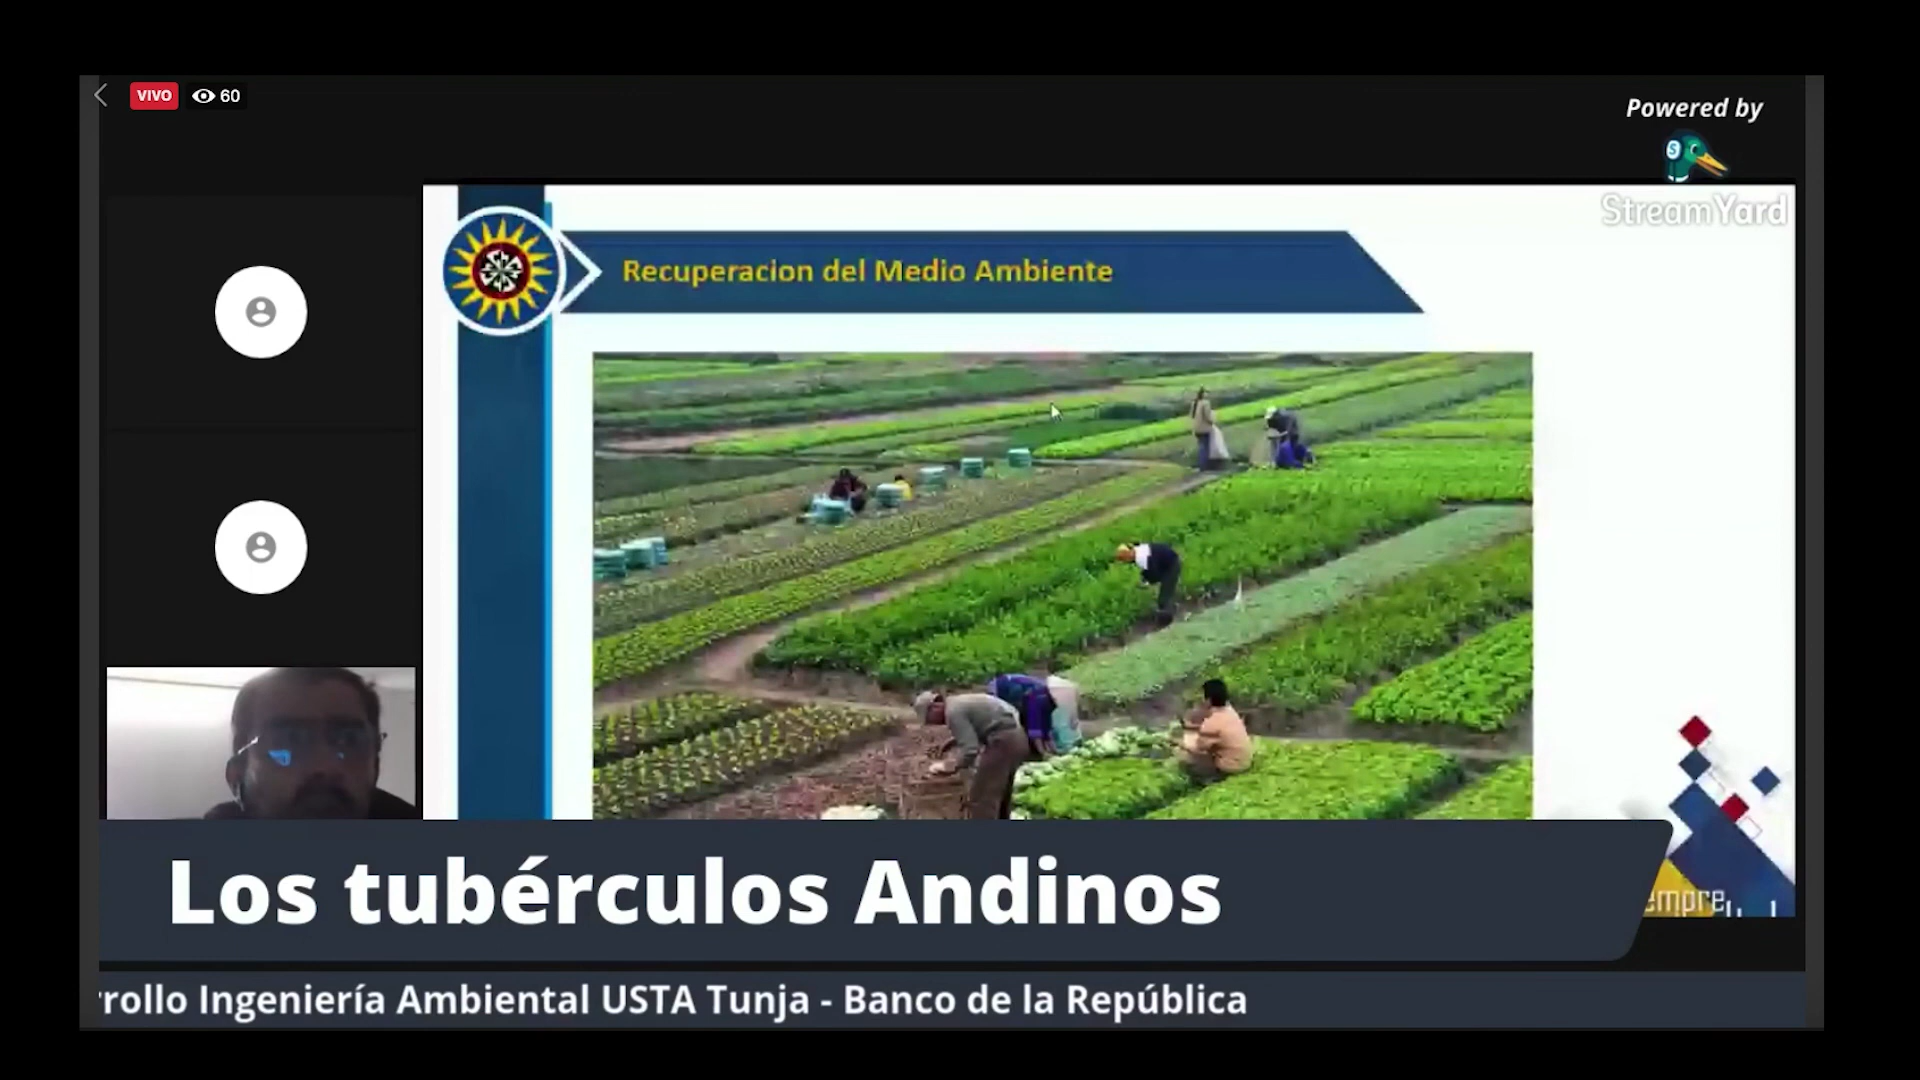 VIVO 60
Powered by
StreamYard
Recuperacion del Medio Ambiente
Los tubérculos Andinos
rollo Ingeniería Ambiental USTA Tunja - Banco de la República